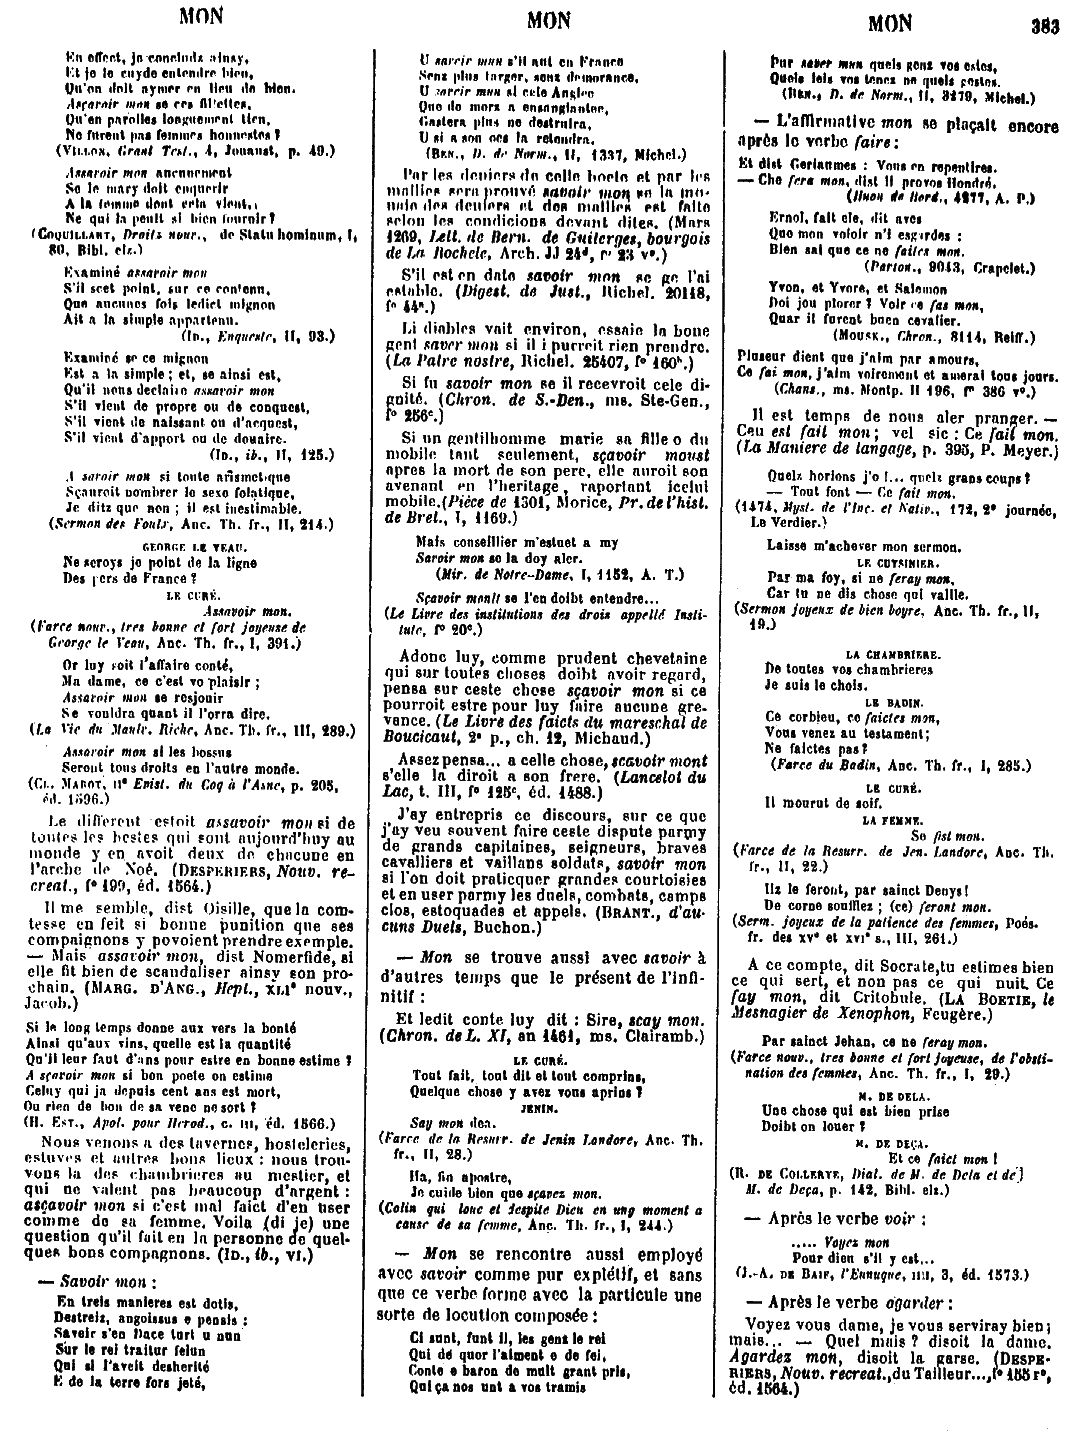 MON
MON
MON 383
En effect, je concludz ainsy,
Et je le cuyde entendre bien,
Qu'on doit aymer en lieu de bien.
Asçavoir mon se ces fillettes,
Qu'en parolles longuement tien,
Ne furent pas femmes honnestes ?
(VILLON, Grant Test., 4, Jouaust, p. 49.)
Assavoir mon aucunement
Se le mary doit enquerir
A la femme dont cela vient,
Ne qui la peult si bien fournir ?
(COQUILLART, Droitz nouv., de Statu hominum, I,
80, Bibl. elz.)
Examiné assavoir mon
S'il scet point, sur ce contenu,
Que aucunes fois ledict mignon
Ait a la simple appartenu.
(ID., Enqueste, II, 93.)
Examiné se ce mignon
Est a la simple ; et, se ainsi est,
Qu'il nous declaire assavoir mon
S'il vient de propre ou de conquest,
S'il vient de naissant ou d'acquest,
S'il vient d'apport ou de douaire.
(ID., ib., II, 125.)
A savoir mon si toute arismetique
Sçauroit nombrer le sexe folatique,
Je ditz que non ; il est inestimable.
(Sermon des Foulx, Anc. Th. fr., II, 214.)
GEORGE LE VEAU.
Ne seroys je point de la ligne
Des pers de France ?
LE CURÉ.
Assavoir mon.
(Farce nouv., tres bonne et fort joyeuse de
George le Veau, Anc. Th. fr., I, 391.)
Or luy soit l'affaire conté,
Ma dame, ce c'est vo plaisir ;
Assavoir mon se resjouir
Se vouldra quant il l'orra dire.
(La Vie du Maulv. Riche, Anc. Th. fr., III, 289.)
Assavoir mon si les bossus
Seront tous droits en l'autre monde.
(CL. MAROT, IIe Epist. du Coq à l'Asne, p. 205,
éd. 1596.)
Le different estoit assavoir mon si de
toutes les bestes qui sont aujourd'huy au
monde y en avoit deux de chacune en
l'arche de Noé. (DESPERIERS, Nouv. re-
creat., f° 199, éd. 1564.)
Il me semble, dist Oisille, que la com-
tesse en feit si bonne punition que ses
compaignons y povoient prendre exemple.
— Mais assavoir mon, dist Nomerfide, si
elle fit bien de scandaliser ainsy son pro-
chain. (MARG. D'ANG., Hept., XLIe nouv.,
Jacob.)
Si le long temps donne aux vers la bonté
Ainsi qu'aux vins, quelle est la quantité
Qu'il leur faut d'ans pour estre en bonne estime ?
A sçavoir mon si bon poete on estime
Celuy qui ja depuis cent ans est mort,
Ou rien de bon de sa vene ne sort ?
(H. EST., Apol. pour Herod., c. III, éd. 1566.)
Nous venons a des tavernes, hosteleries,
estuves et autres bons lieux : nous trou-
vons la des chambrieres au mestier, et
qui ne valent pas beaucoup d'argent :
asçavoir mon si c'est mal faict d'en user
comme de sa femme. Voila (di je) une
question qu'il fait en la personne de quel-
ques bons compagnons. (ID., ib., VI.)
— Savoir mon :
En treis manieres est dotis,
Destreiz, angoissus e pensis :
Saveir s'en Dace tort u non
Sur le rei traitur felun
Qui si l'aveit desherité
E de la terre fors jeté,
U saveir mun s'il aut en France
Senz plus targer, senz demorance,
U saveir mun si cele Anglen
Que de morz a ensanglantee,
Gastera plus ne destruira,
U si a son oes la retendra.
(BEN., D. de Norm., II, 1337, Michel.)
Par les deniers de celle boete et par les
mailles sera prouvé savoir mon se la mo-
noie des deniers et des mailles est faite
selon les condicions devant dites. (Mars
1269, Lett. de Bern. de Guilerges, bourgois
de La Rochele, Arch. JJ 24d, f° 23 v°.)
S'il est en date savoir mon se ge l'ai
estable. (Digest. de Just., Richel. 20118,
f° 44a.)
Li diables vait environ, essaie la bone
gent saver mon si il i purreit rien prendre.
(La Patre nostre, Richel. 25407, f° 160b.)
Si fu savoir mon se il recevroit cele di-
gnité. (Chron. de S.-Den., ms. Ste-Gen.,
f° 256c.)
Si un gentilhomme marie sa fille o du
mobile tant seulement, sçavoir moust
apres la mort de son pere, elle auroit son
avenant en l'heritage, raportant icelui
mobile. (Pièce de 1301, Morice, Pr. de l'hist.
de Bret., I, 1169.)
Mais conseillier m'estuet a my
Savoir mon se la doy aler.
(Mir. de Notre-Dame, I, 1152, A. T.)
Sçavoir monlt se l'en doibt entendre...
(Le Livre des institutions des drois appellé Insti-
tute, f° 20c.)
Adonc luy, comme prudent chevetaine
qui sur toutes choses doibt avoir regard,
pensa sur ceste chose sçavoir mon si ce
pourroit estre pour luy faire aucune gre-
vance. (Le Livre des faicts du mareschal de
Boucicaut, 2e p., ch. 12, Michaud.)
Assez pensa... a celle chose, scavoir mont
s'elle la diroit a son frere. (Lancelot du
Lac, t. III, f° 125c, éd. 1488.)
J'ay entrepris ce discours, sur ce que
j'ay veu souvent faire ceste dispute parmy
de grands capitaines, seigneurs, braves
cavalliers et vaillans soldats, savoir mon
si l'on doit praticquer grandes courtoisies
et en user parmy les duels, combats, camps
clos, estoquades et appels. (BRANT., d'au-
cuns Duels, Buchon.)
— Mon se trouve aussi avec savoir à
d'autres temps que le présent de l'infi-
nitif :
Et ledit conte luy dit : Sire, scay mon.
(Chron. de L. XI, an 1461, ms. Clairamb.)
LE CURÉ.
Tout fait, tout dit et tout comprins,
Quelque chose y avez vous aprins ?
JENIN.
Say mon dea.
(Farce de la Resurr. de Jenin Landore, Anc. Th.
fr., II, 28.)
Ha, fin apostre,
Je cuide bien que sçavez mon.
(Colin qui loue et despite Dieu en ung moment a
cause de sa femme, Anc. Th. fr., I, 244.)
— Mon se rencontre aussi employé
avec savoir comme pur explétif, et sans
que ce verbe forme avec la particule une
sorte de locution composée :
Ci sunt, funt il, les genz le rei
Qui de quor l'aiment e de fei,
Conte e baron de mult grant pris,
Qui ça nos unt a vos tramis
Pur saver mun quels genz vos estes,
Quels leis vos tenez ne quels gestes.
(BEN., D. de Norm., II, 3279, Michel.)
— L'affirmative mon se plaçait encore
après le verbe faire :
Et dist Geriaumes : Vous en repentires.
— Che fera mon, dist li provos Hondré.
(Huon de Bord., 4277, A. P.)
Ernol, fait ele, dit aves
Que mon voloir n'i esgardes :
Bien sai que ce ne faites mon.
(Parton., 9043, Crapelet.)
Yvon, et Yvore, et Salemon
Doi jou plorer ? Voir ce fas mon,
Quar il furent buen cevalier.
(MOUSK., Chron., 8114, Reiff.)
Pluseur dient que j'aim par amours,
Ce fai mon, j'aim voirement et amerai tous jours.
(Chans., ms. Montp. H 196, f° 386 v°.)
Il est temps de nous aler pranger. —
Ceu est fait mon ; vel sic : Ce fait mon.
(La Maniere de langage, p. 395, P. Meyer.)
Quelz horions j'o !... quelz grans coups ?
— Tout font — Ce fait mon.
(1474, Myst. de l'Inc. et Nativ., 172, 2e journée,
Le Verdier.)
Laisse m'achever mon sermon.
LE CUYSINIER.
Par ma foy, si ne feray mon,
Car tu ne dis chose qui vaille.
(Sermon joyeux de bien boyre, Anc. Th. fr., II,
19.)
LA CHAMBRIERE.
De toutes vos chambrieres
Je suis le chois.
LE BADIN.
Ce corbieu, ce faictes mon,
Vous venez au testament ;
Ne faictes pas ?
(Farce du Badin, Anc. Th. fr., I, 285.)
LE CURÉ.
Il mourut de soif.
LA FEMME.
Se fist mon.
(Farce de la Resurr. de Jen. Landore, Anc. Th.
fr., II, 22.)
Ilz le feront, par sainct Denys !
De corne soufflez ; (ce) feront mon.
(Serm. joyeux de la patience des femmes, Poés.
fr. des XVe et XVIe s., III, 261.)
A ce compte, dit Socrate, tu estimes bien
ce qui sert, et non pas ce qui nuit. Ce
fay mon, dit Critobule. (LA BOETIE, le
Mesnagier de Xenophon, Feugère.)
Par sainct Jehan, ce ne feray mon.
(Farce nouv., tres bonne et fort joyeuse, de l'obsti-
nation des femmes, Anc. Th. fr., I, 29.)
M. DE DELA.
Une chose qui est bien prise
Doibt on louer ?
M. DE DEÇA.
Et ce faict mon !
(R. DE COLLERYE, Dial. de M. de Dela et de
M. de Deça, p. 142, Bibl. elz.)
— Après le verbe voir :
..... Voyez mon
Pour dieu s'il y est...
(J.-A. DE BAIF, l'Eunuque, IIII, 3, éd. 1573.)
— Après le verbe agarder :
Voyez vous dame, je vous serviray bien ;
mais... — Quel mais ? disoit la dame.
Agardez mon, disoit la garse. (DESPE-
RIERS, Nouv. recreat., du Tailleur..., f° 155 r°,
éd. 1564.)